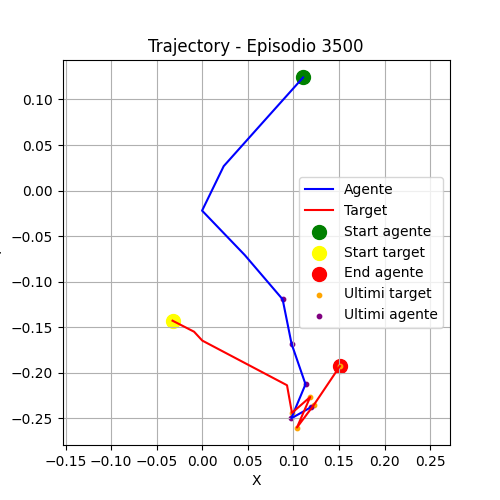 Trajectory - Episodio 3500
0.10
0.05
0.00
−0.05
−0.10
−0.15
−0.20
−0.25
Agente
Target
Start agente
Start target
End agente
Ultimi target
Ultimi agente
−0.15 −0.10 −0.05 0.00 0.05 0.10 0.15 0.20 0.25
X